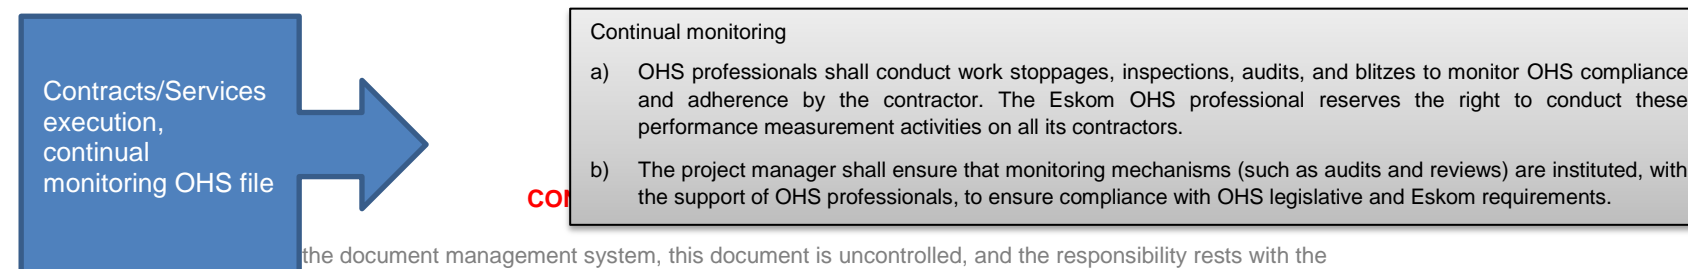 Contracts/Services
execution,
continual
monitoring OHS file
Continual monitoring
a) OHS professionals shall conduct work stoppages, inspections, audits, and blitzes to monitor OHS compliance
and adherence by the contractor. The Eskom OHS professional reserves the right to conduct these
performance measurement activities on all its contractors.
b) The project manager shall ensure that monitoring mechanisms (such as audits and reviews) are instituted, with
the support of OHS professionals, to ensure compliance with OHS legislative and Eskom requirements.
the document management system, this document is uncontrolled, and the responsibility rests with the